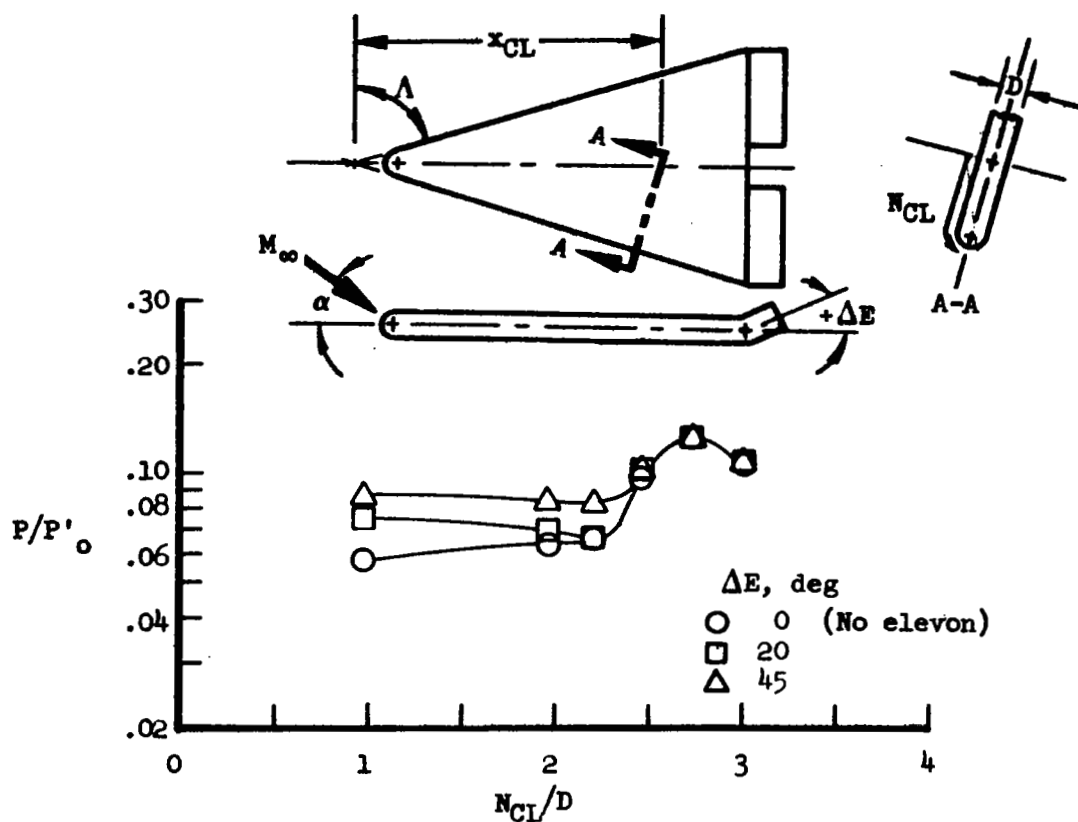 x_CL
Λ
A
A
D
N_CL
A-A
M_∞
α
+ ΔE
.30
.20
.10
.08
.06
.04
.02
P/P'_o
ΔE, deg
○ 0 (No elevon)
□ 20
△ 45
0 1 2 3 4
N_CL/D